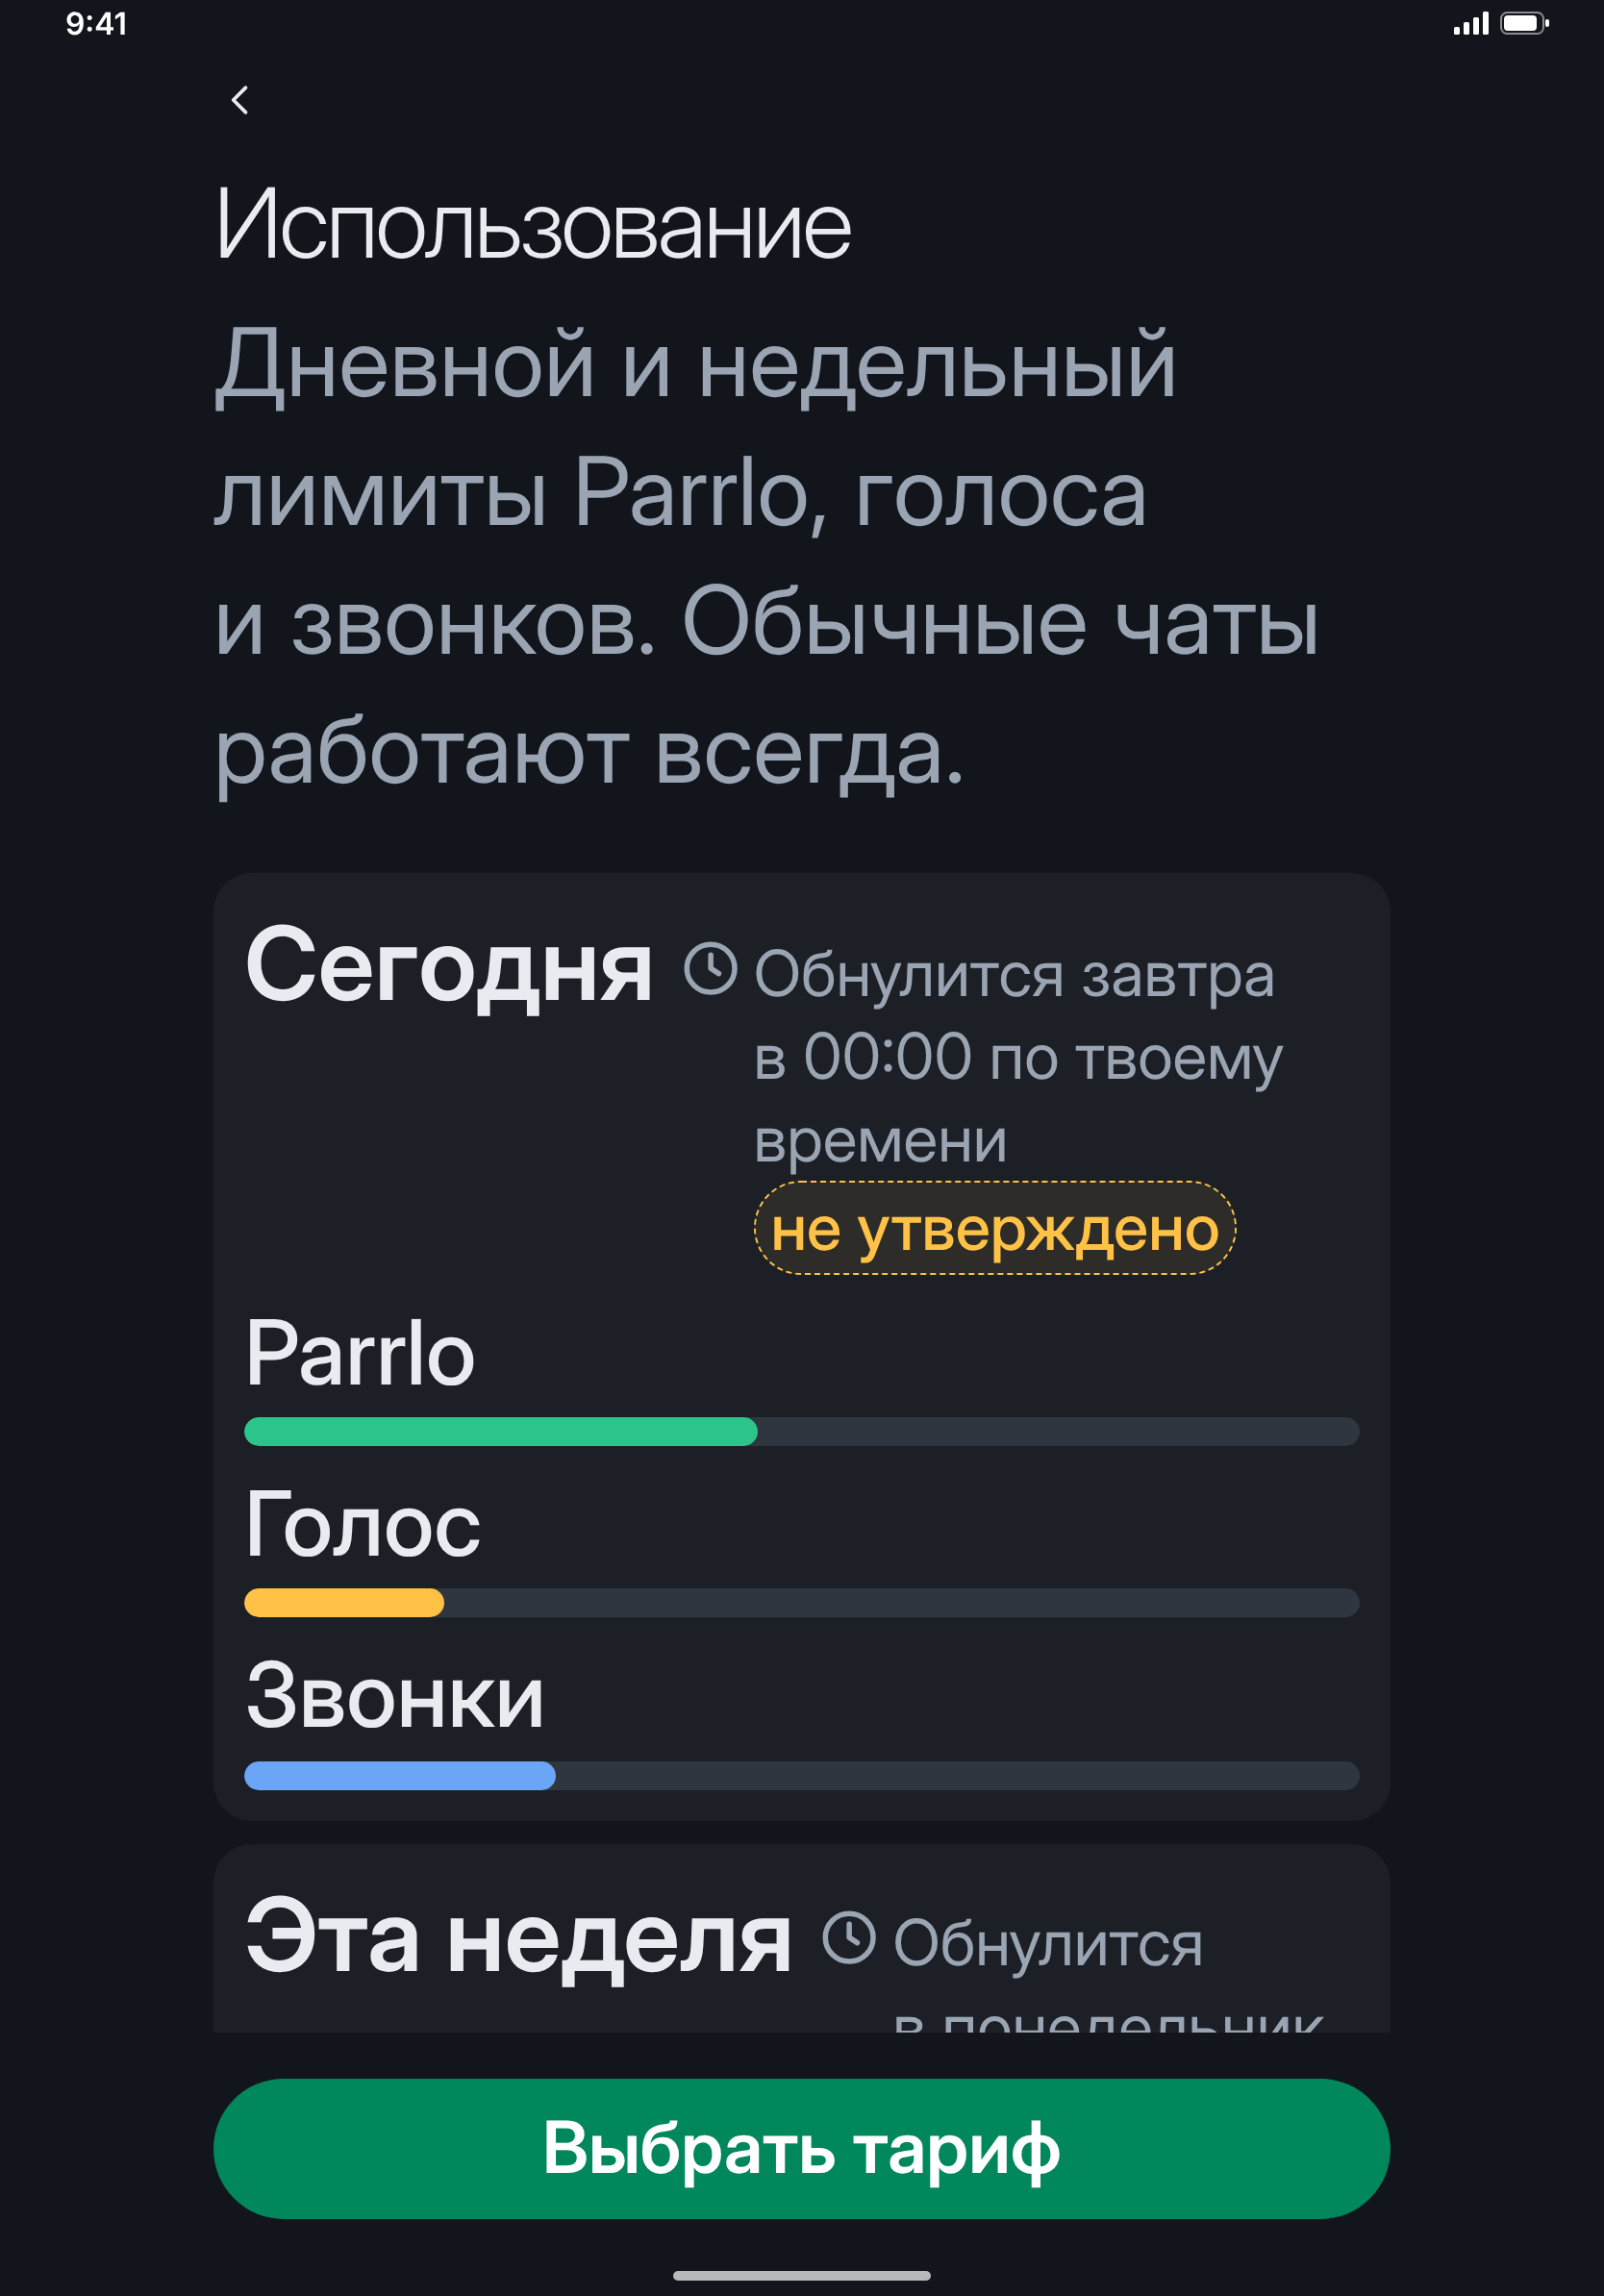 9:41
Использование
Дневной и недельный
лимиты Parrlo, голоса
и звонков. Обычные чаты
работают всегда.
Сегодня
Обнулится завтра
в 00:00 по твоему
времени
не утверждено
Parrlo
Голос
Звонки
Эта неделя
Обнулится
в понедельник
Выбрать тариф